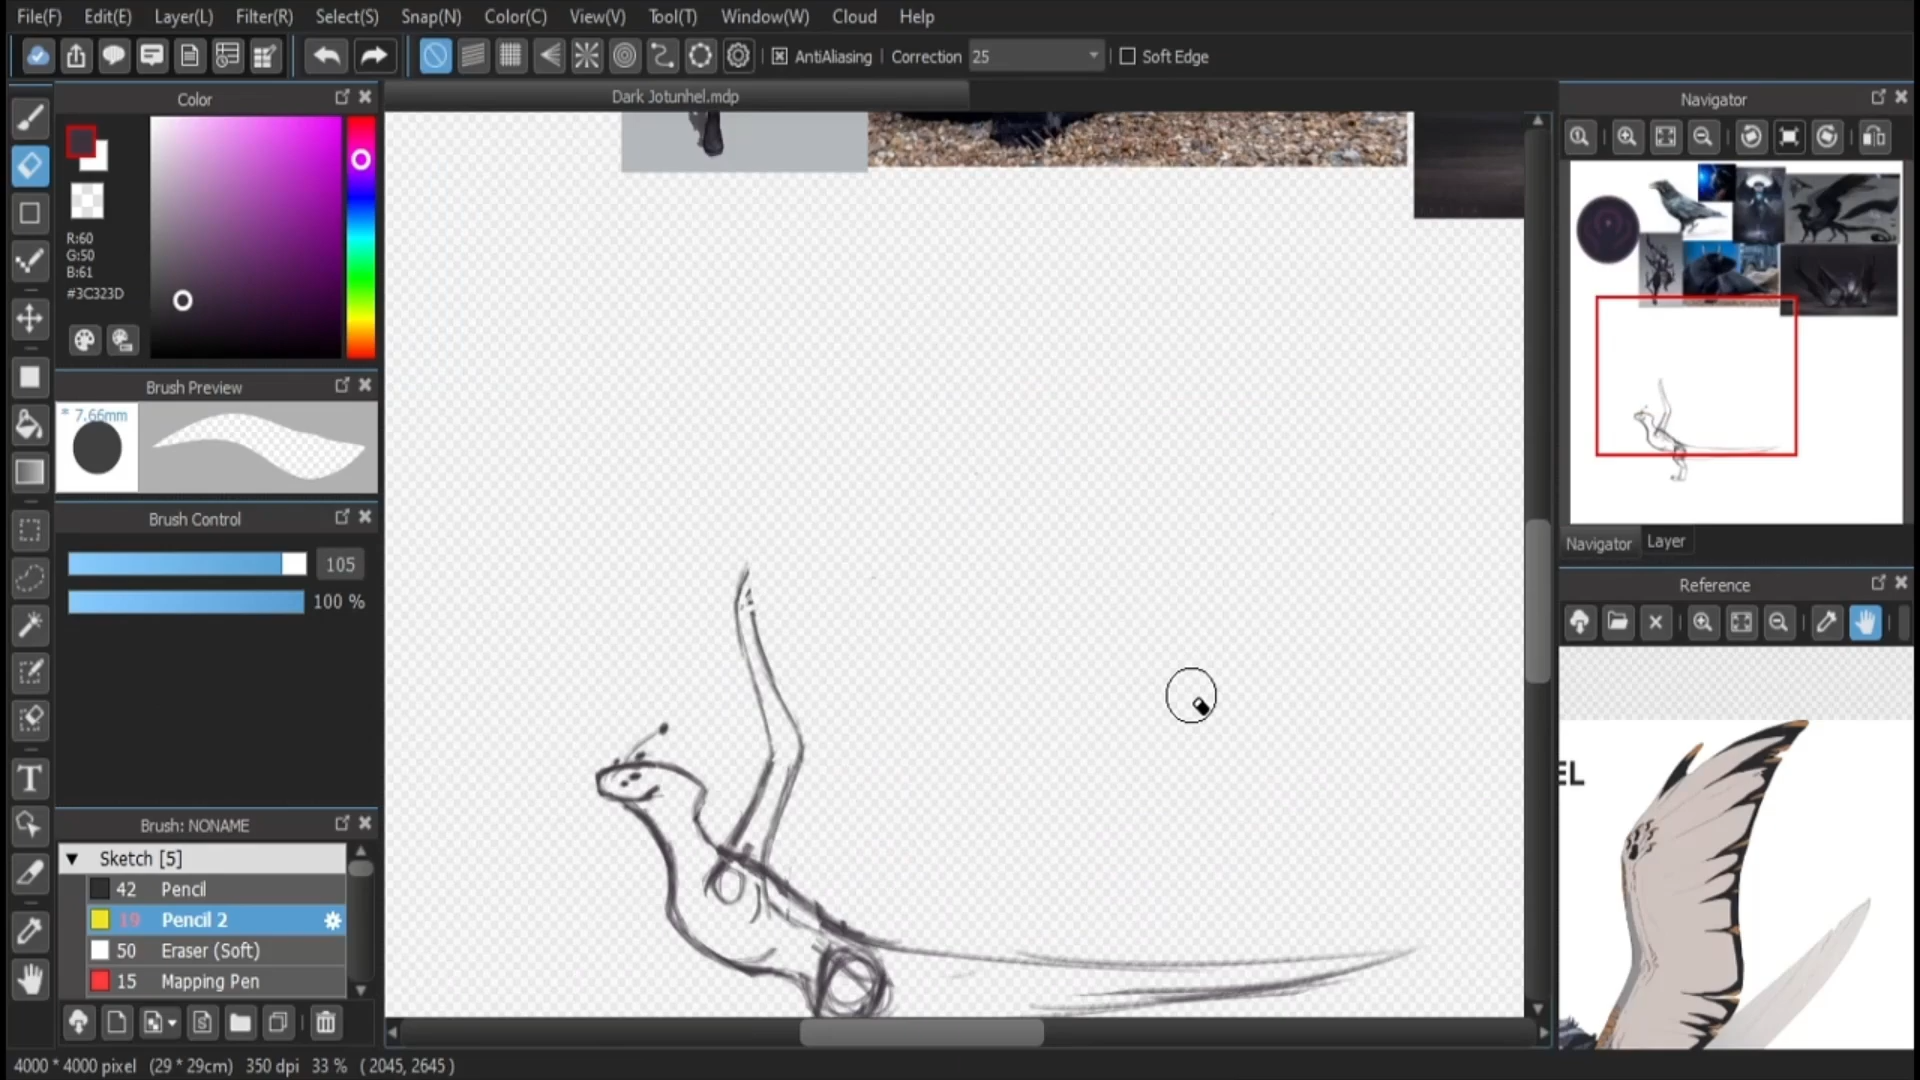 File(F) Edit(E) Layer(L) Filter(R) Select(S) Snap(N) Color(C) View(V) Tool(T) Window(W) Cloud Help
AntiAliasing Correction 25 Soft Edge
Color
Dark Jotunhel.mdp
Navigator
R:60
G:50
B:61
#3C323D
Brush Preview
* 7.66mm
Brush Control
105
100 %
Navigator Layer
Reference
EL
Brush: NONAME
Sketch [5]
42 Pencil
19 Pencil 2
50 Eraser (Soft)
15 Mapping Pen
4000 * 4000 pixel (29 * 29cm) 350 dpi 33 % ( 2045, 2645 )